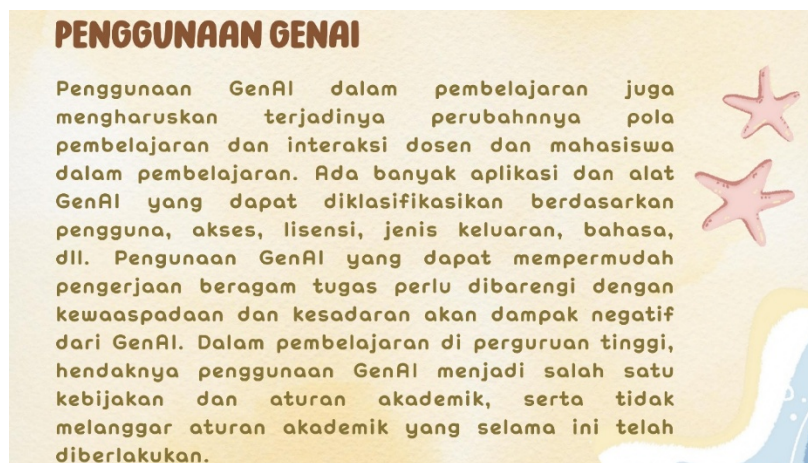 PENGGUNAAN GENAI
Penggunaan GenAI dalam pembelajaran juga
mengharuskan terjadinya perubahnnya pola
pembelajaran dan interaksi dosen dan mahasiswa
dalam pembelajaran. Ada banyak aplikasi dan alat
GenAI yang dapat diklasifikasikan berdasarkan
pengguna, akses, lisensi, jenis keluaran, bahasa,
dll. Pengunaan GenAI yang dapat mempermudah
pengerjaan beragam tugas perlu dibarengi dengan
kewaaspadaan dan kesadaran akan dampak negatif
dari GenAI. Dalam pembelajaran di perguruan tinggi,
hendaknya penggunaan GenAI menjadi salah satu
kebijakan dan aturan akademik, serta tidak
melanggar aturan akademik yang selama ini telah
diberlakukan.